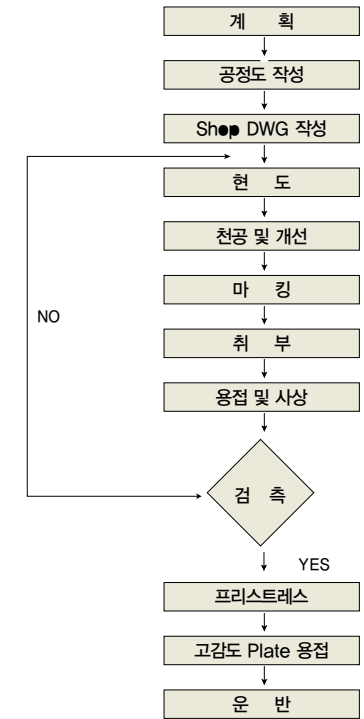 계 획
공정도 작성
Shop DWG 작성
현 도
천공 및 개선
마 킹
NO
취 부
용접 및 사상
검 측
YES
프리스트레스
고감도 Plate 용접
운 반